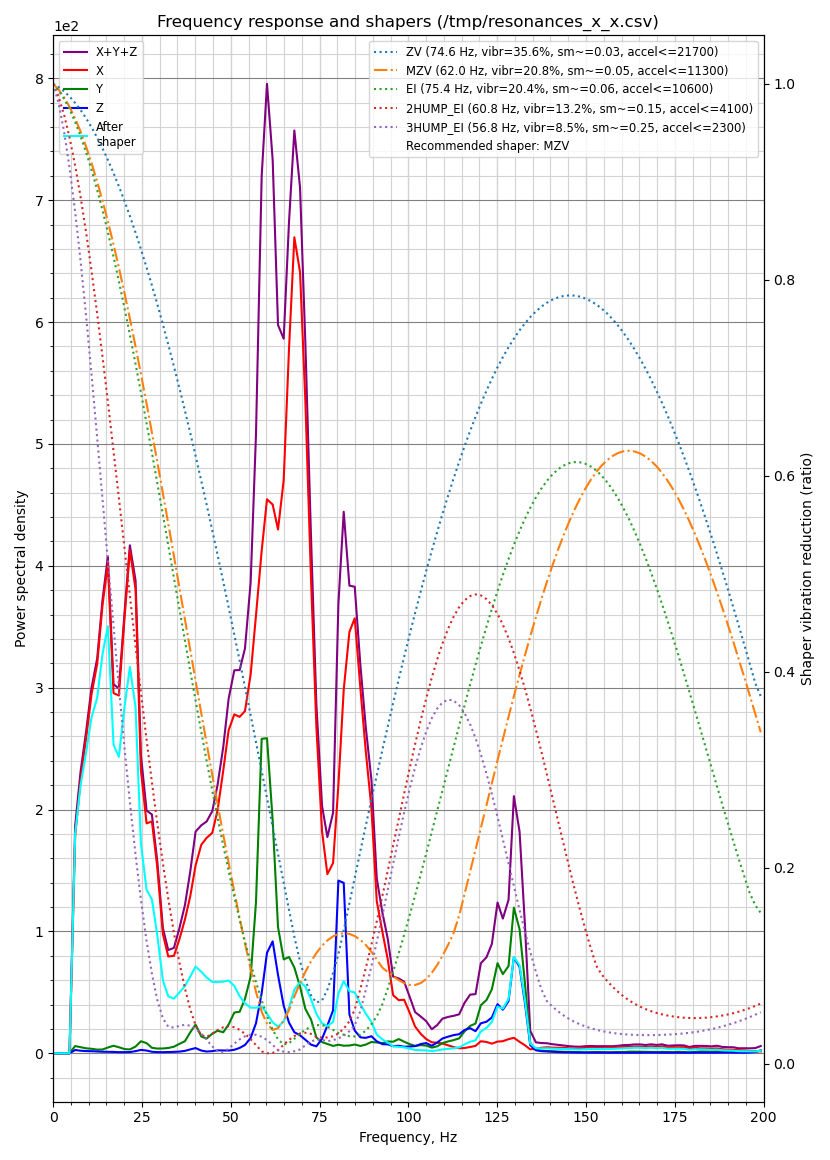 Frequency response and shapers (/tmp/resonances_x_x.csv)
1e2
X+Y+Z
X
Y
Z
After
shaper
ZV (74.6 Hz, vibr=35.6%, sm~=0.03, accel<=21700)
MZV (62.0 Hz, vibr=20.8%, sm~=0.05, accel<=11300)
EI (75.4 Hz, vibr=20.4%, sm~=0.06, accel<=10600)
2HUMP_EI (60.8 Hz, vibr=13.2%, sm~=0.15, accel<=4100)
3HUMP_EI (56.8 Hz, vibr=8.5%, sm~=0.25, accel<=2300)
Recommended shaper: MZV
8
7
6
5
4
3
2
1
0
Power spectral density
1.0
0.8
0.6
0.4
0.2
0.0
Shaper vibration reduction (ratio)
0 25 50 75 100 125 150 175 200
Frequency, Hz